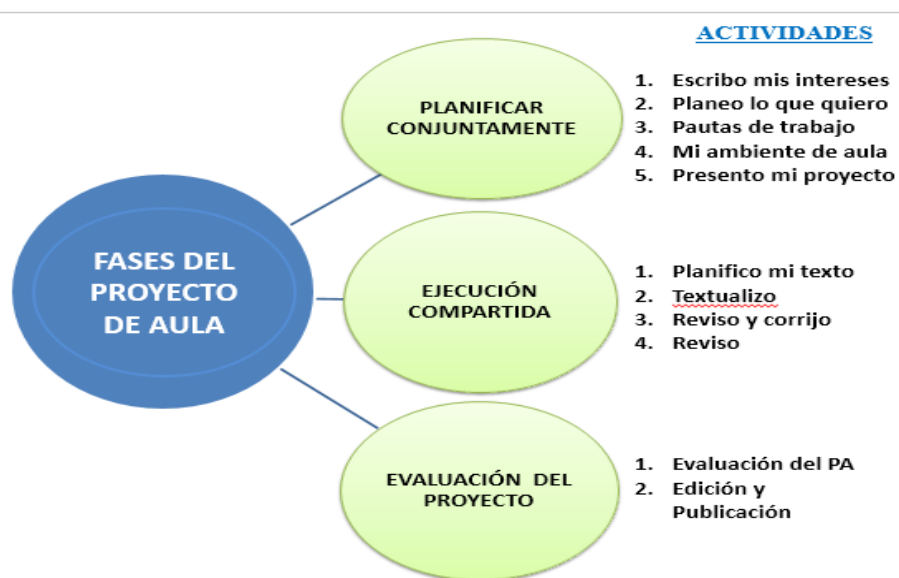 ACTIVIDADES
PLANIFICAR
CONJUNTAMENTE
1. Escribo mis intereses
2. Planeo lo que quiero
3. Pautas de trabajo
4. Mi ambiente de aula
5. Presento mi proyecto
FASES DEL
PROYECTO
DE AULA
EJECUCIÓN
COMPARTIDA
1. Planifico mi texto
2. Textualizo
3. Reviso y corrijo
4. Reviso
EVALUACIÓN DEL
PROYECTO
1. Evaluación del PA
2. Edición y
Publicación